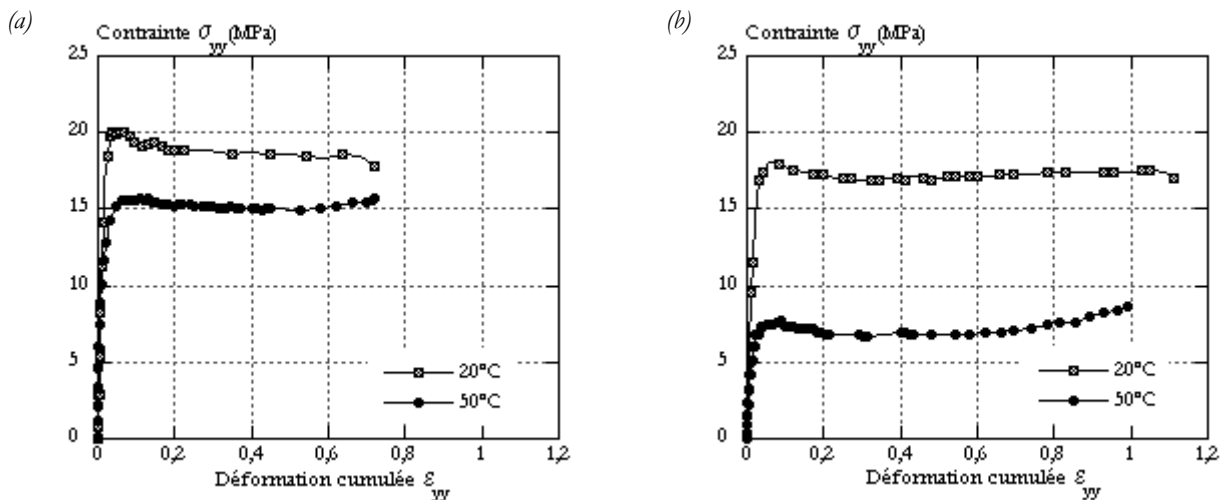 (a)
Contrainte σyy (MPa)
25
20
15
10
5
0
0 0,2 0,4 0,6 0,8 1 1,2
20°C
50°C
Déformation cumulée εyy
(b)
Contrainte σyy (MPa)
25
20
15
10
5
0
0 0,2 0,4 0,6 0,8 1 1,2
20°C
50°C
Déformation cumulée εyy